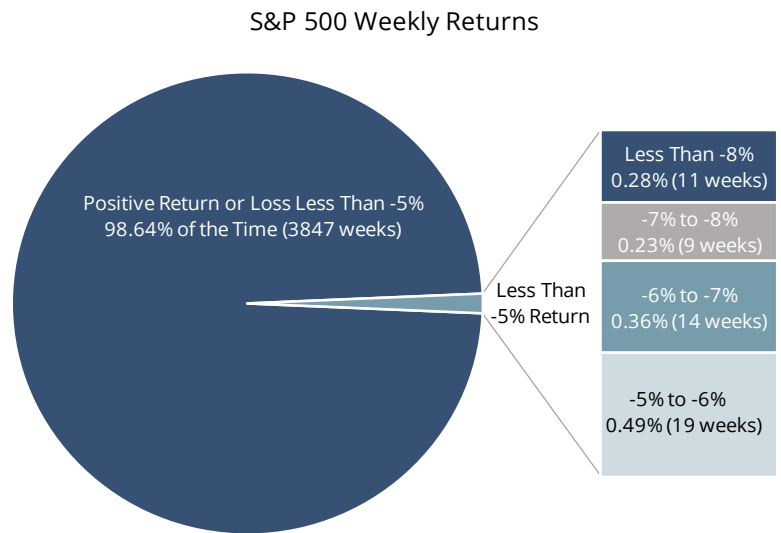 S&P 500 Weekly Returns
Positive Return or Loss Less Than -5%
98.64% of the Time (3847 weeks)
Less Than
-5% Return
Less Than -8%
0.28% (11 weeks)
-7% to -8%
0.23% (9 weeks)
-6% to -7%
0.36% (14 weeks)
-5% to -6%
0.49% (19 weeks)